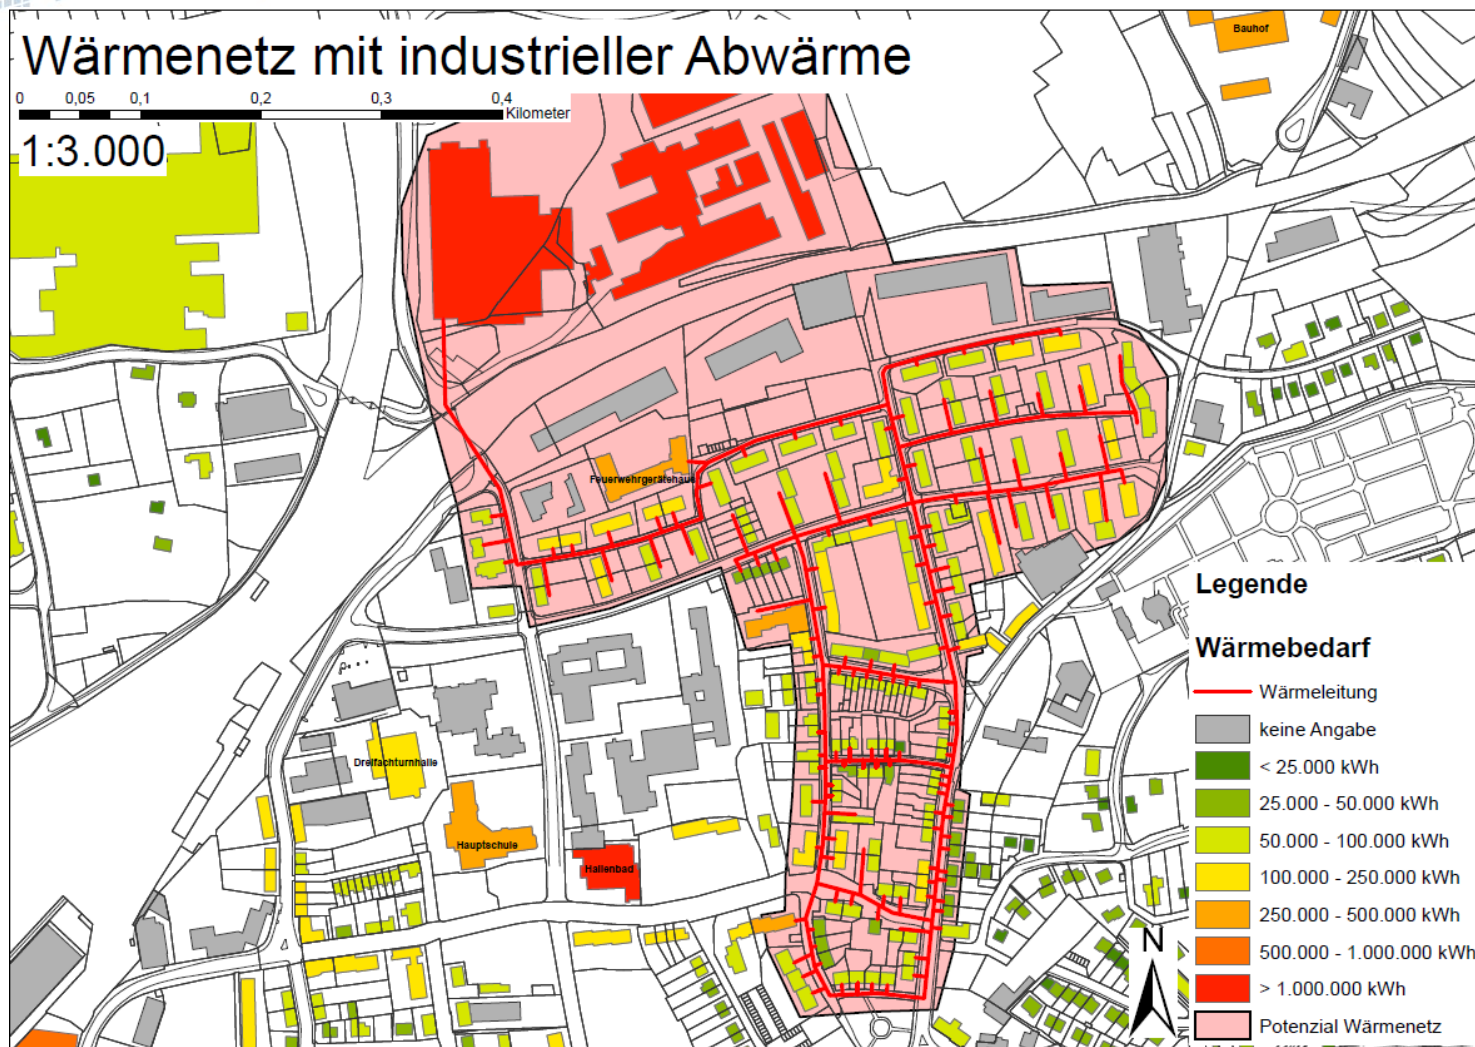 Wärmenetz mit industrieller Abwärme
0 0,05 0,1 0,2 0,3 0,4
Kilometer
1:3.000
Bauhof
Feuerwehrgerätehaus
Dreifachturnhalle
Hauptschule
Hallenbad
Legende
Wärmebedarf
Wärmeleitung
keine Angabe
< 25.000 kWh
25.000 - 50.000 kWh
50.000 - 100.000 kWh
100.000 - 250.000 kWh
250.000 - 500.000 kWh
500.000 - 1.000.000 kWh
> 1.000.000 kWh
Potenzial Wärmenetz
N